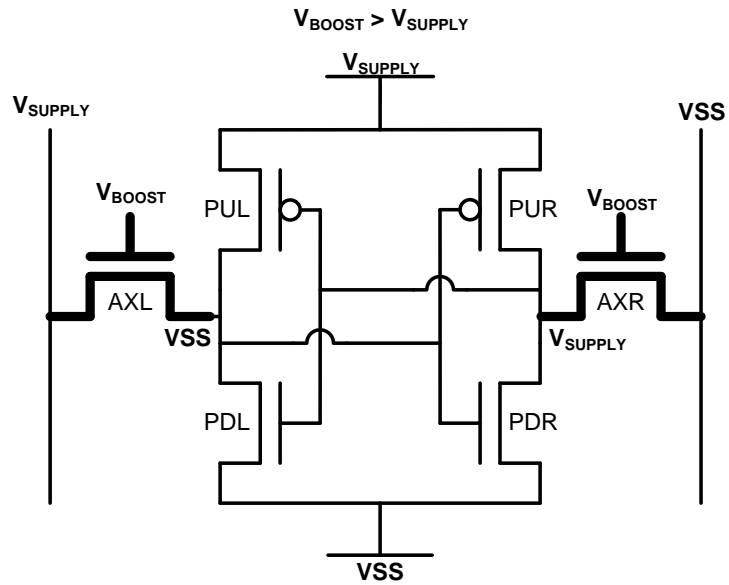 VBOOST > VSUPPLY
VSUPPLY
VSUPPLY
VSS
PUL
PUR
VBOOST
VBOOST
AXL
AXR
VSS
VSUPPLY
PDL
PDR
VSS